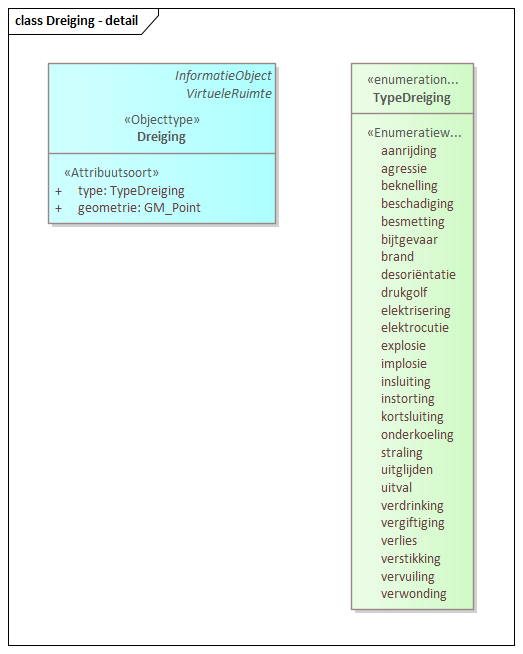 class Dreiging - detail
InformatieObject
VirtueleRuimte
«Objecttype»
Dreiging
«Attribuutsoort»
+ type: TypeDreiging
+ geometrie: GM_Point
«enumeration...
TypeDreiging
«Enumeratiew...
aanrijding
agressie
beknelling
beschadiging
besmetting
bijtgevaar
brand
desoriëntatie
drukgolf
elektrisering
elektrocutie
explosie
implosie
insluiting
instorting
kortsluiting
onderkoeling
straling
uitglijden
uitval
verdrinking
vergiftiging
verlies
verstikking
vervuiling
verwonding